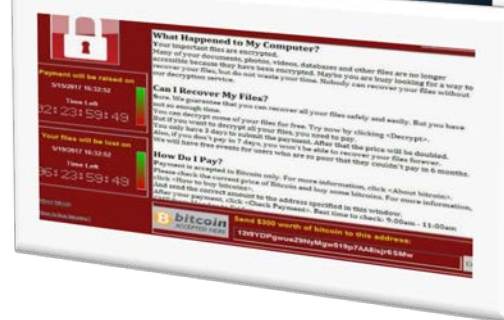 What Happened to My Computer?
Your important files are encrypted.
Many of your documents, photos, videos, databases and other files are no longer
accessible because they have been encrypted. Maybe you are busy looking for a way to
recover your files, but do not waste your time. Nobody can recover your files without
our decryption service.
Can I Recover My Files?
Sure. We guarantee that you can recover all your files safely and easily. But you have
not so enough time.
You can decrypt some of your files for free. Try now by clicking <Decrypt>.
But if you want to decrypt all your files, you need to pay.
You only have 3 days to submit the payment. After that the price will be doubled.
Also, if you don't pay in 7 days, you won't be able to recover your files forever.
We will have free events for users who are so poor that they couldn't pay in 6 months.
How Do I Pay?
Payment is accepted in Bitcoin only. For more information, click <About bitcoin>.
Please check the current price of Bitcoin and buy some bitcoins. For more information,
click <How to buy bitcoins>.
And send the correct amount to the address specified in this window.
After your payment, click <Check Payment>. Best time to check: 9:00am - 11:00am
Payment will be raised on
5/15/2017 16:32:52
Time Left
02:23:59:49
Your files will be lost on
5/19/2017 16:32:52
Time Left
06:23:59:49
About bitcoin
How to buy bitcoins?
bitcoin
ACCEPTED HERE
Send $300 worth of bitcoin to this address: